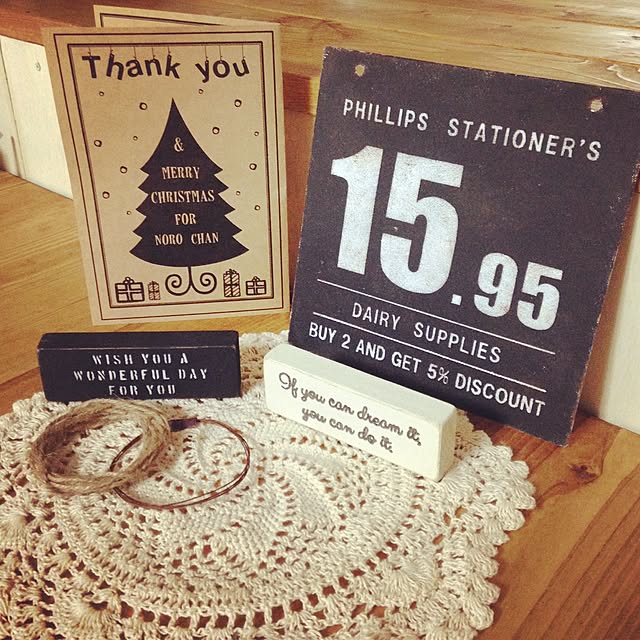 Thank you
&
MERRY
CHRISTMAS
FOR
NORO CHAN
PHILLIPS STATIONER'S
15.95
DAIRY SUPPLIES
BUY 2 AND GET 5% DISCOUNT
WISH YOU A
WONDERFUL DAY
FOR YOU
If you can dream it,
you can do it.